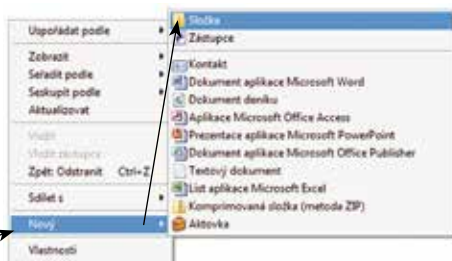 Uspořádat podle
Zobrazit
Seřadit podle
Seskupit podle
Aktualizovat
Vložit
Vložit zástupce
Zpět: Odstranit Ctrl+Z
Sdílet s
Nový
Vlastnosti
Složka
Zástupce
Kontakt
Dokument aplikace Microsoft Word
Dokument deníku
Aplikace Microsoft Office Access
Prezentace aplikace Microsoft PowerPoint
Dokument aplikace Microsoft Office Publisher
Textový dokument
List aplikace Microsoft Excel
Komprimovaná složka (metoda ZIP)
Aktovka